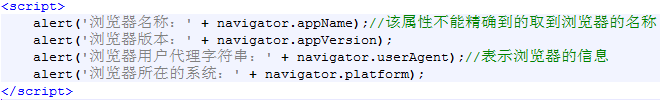 <script>
alert('浏览器名称：' + navigator.appName);//该属性不能精确到的取到浏览器的名称
alert('浏览器版本：' + navigator.appVersion);
alert('浏览器用户代理字符串：' + navigator.userAgent);//表示浏览器的信息
alert('浏览器所在的系统：' + navigator.platform);
</script>